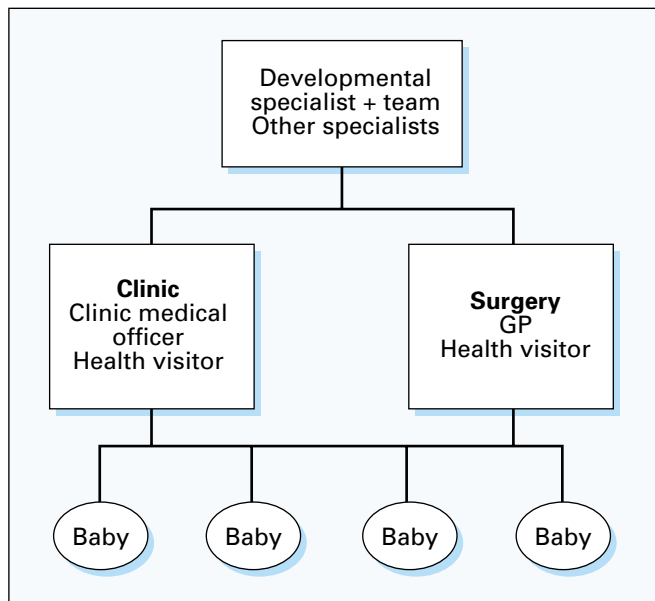 Developmental
specialist + team
Other specialists
Clinic
Clinic medical
officer
Health visitor
Surgery
GP
Health visitor
Baby
Baby
Baby
Baby